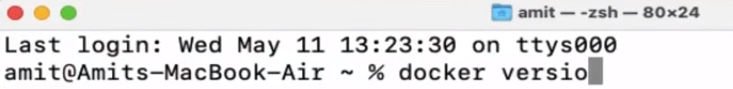 amit — -zsh — 80×24
Last login: Wed May 11 13:23:30 on ttys000
amit@Amits-MacBook-Air ~ % docker versio